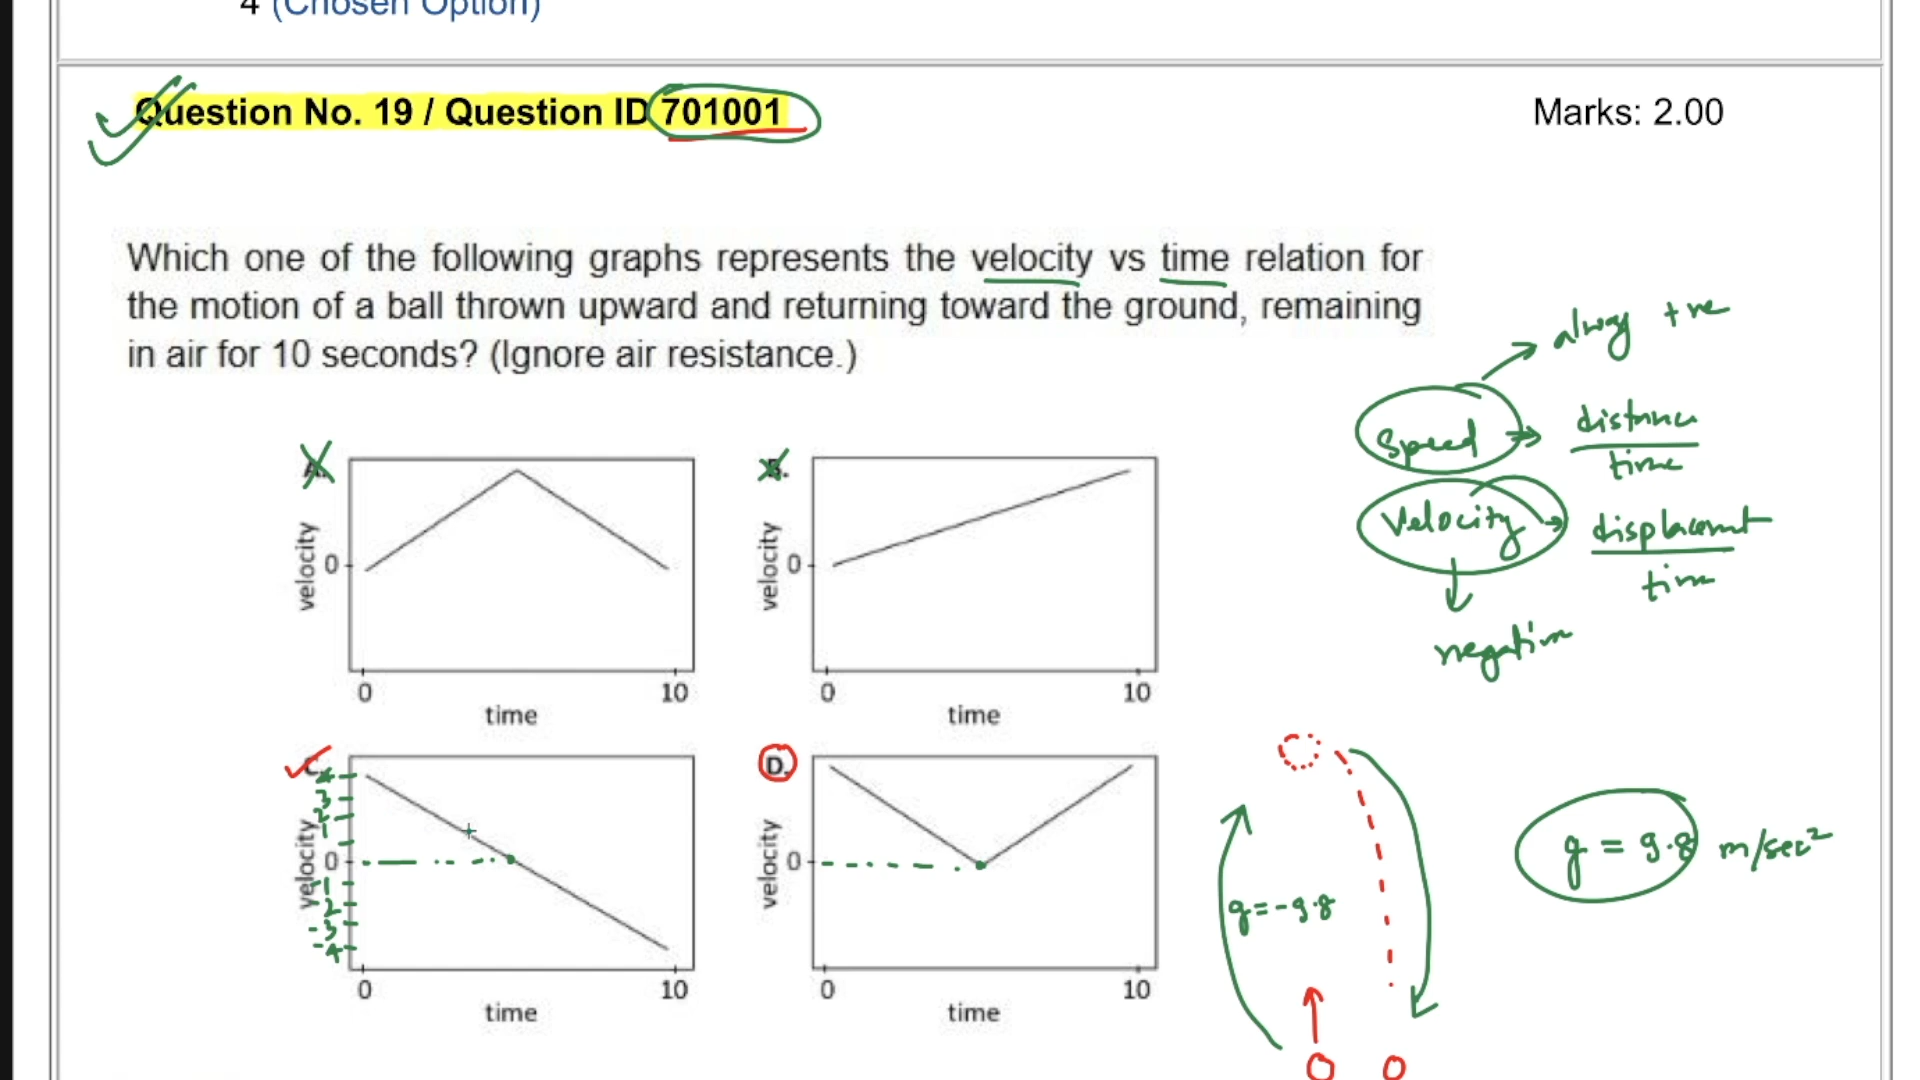 4 (Chosen Option)
Question No. 19 / Question ID 701001
Marks: 2.00
Which one of the following graphs represents the velocity vs time relation for
the motion of a ball thrown upward and returning toward the ground, remaining
in air for 10 seconds? (Ignore air resistance.)
A.
velocity
0
0
10
time
B.
velocity
0
0
10
time
C.
velocity
4
3
2
1
0
-1
-2
-3
-4
0
10
time
D.
velocity
0
0
10
time
alway +ve
Speed → distance
time
Velocity → displacemt
time
negative
g = -9.8
g = 9.8 m/sec²